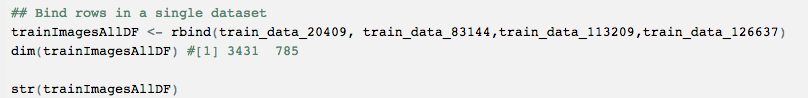 ## Bind rows in a single dataset
trainImagesAllDF <- rbind(train_data_20409, train_data_83144,train_data_113209,train_data_126637)
dim(trainImagesAllDF) #[1] 3431  785
str(trainImagesAllDF)